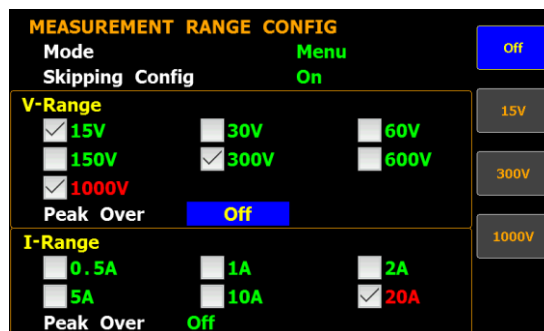 MEASUREMENT RANGE CONFIG
Mode Menu
Skipping Config On
V-Range
15V 30V 60V
150V 300V 600V
1000V
Peak Over Off
I-Range
0.5A 1A 2A
5A 10A 20A
Peak Over Off
Off
15V
300V
1000V